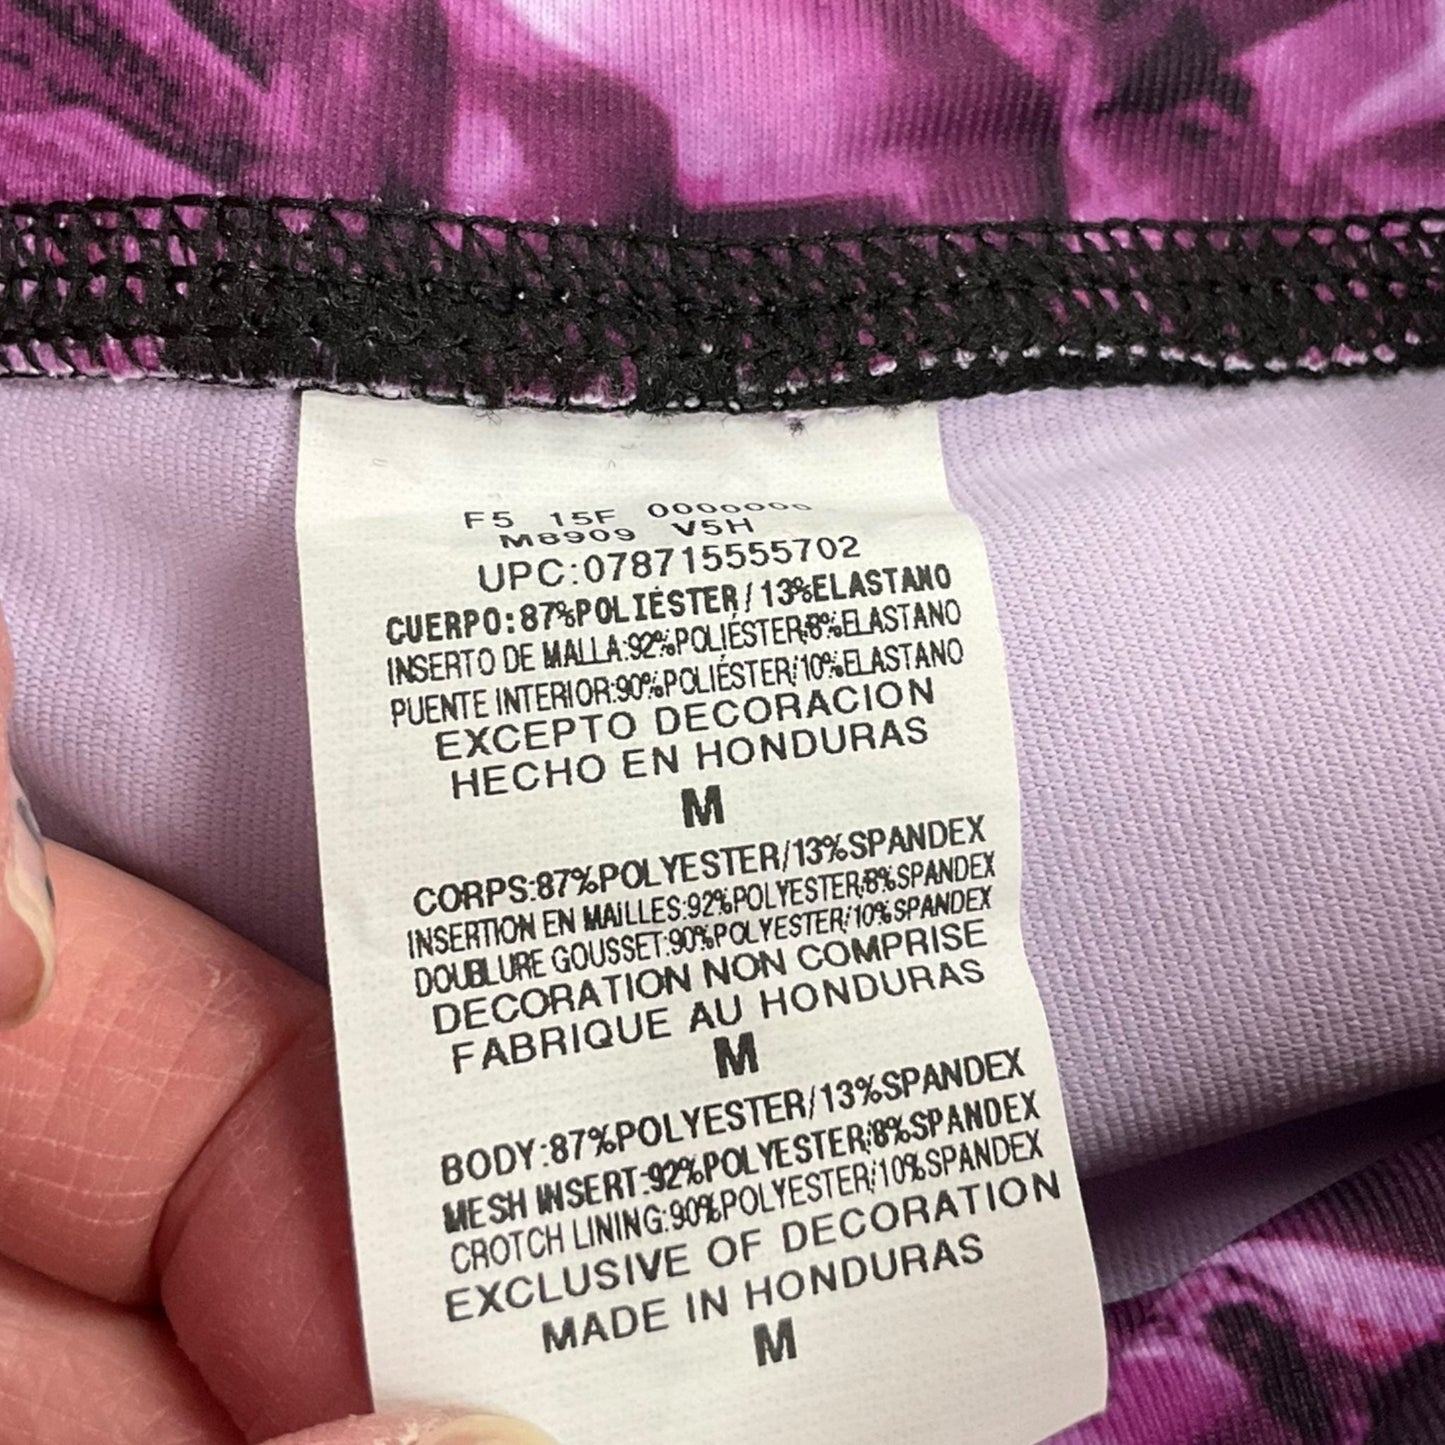 F5 15F 0000000
M8909 V5H
UPC:078715555702
CUERPO:87%POLIÉSTER/13%ELASTANO
INSERTO DE MALLA:92%POLIÉSTER/8%ELASTANO
PUENTE INTERIOR:90%POLIÉSTER/10%ELASTANO
EXCEPTO DECORACION
HECHO EN HONDURAS
M
CORPS:87%POLYESTER/13%SPANDEX
INSERTION EN MAILLES:92%POLYESTER/8%SPANDEX
DOUBLURE GOUSSET:90%POLYESTER/10%SPANDEX
DECORATION NON COMPRISE
FABRIQUE AU HONDURAS
M
BODY:87%POLYESTER/13%SPANDEX
MESH INSERT:92%POLYESTER/8%SPANDEX
CROTCH LINING:90%POLYESTER/10%SPANDEX
EXCLUSIVE OF DECORATION
MADE IN HONDURAS
M